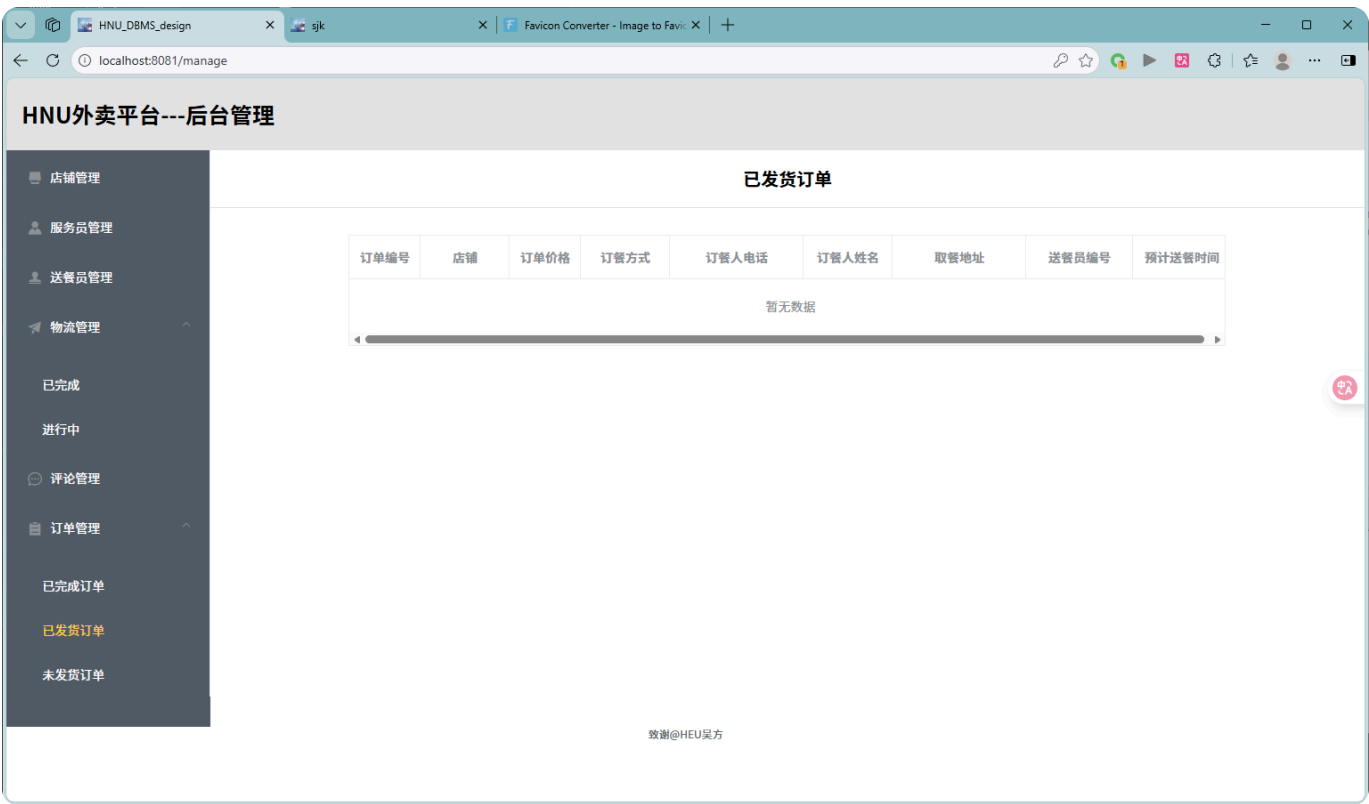 HNU_DBMS_design
sjk
Favicon Converter - Image to Favic
localhost:8081/manage
HNU外卖平台---后台管理
店铺管理
服务员管理
送餐员管理
物流管理
已完成
进行中
评论管理
订单管理
已完成订单
已发货订单
未发货订单
已发货订单
订单编号 店铺 订单价格 订餐方式 订餐人电话 订餐人姓名 取餐地址 送餐员编号 预计送餐时间
暂无数据
致谢@HEU吴方